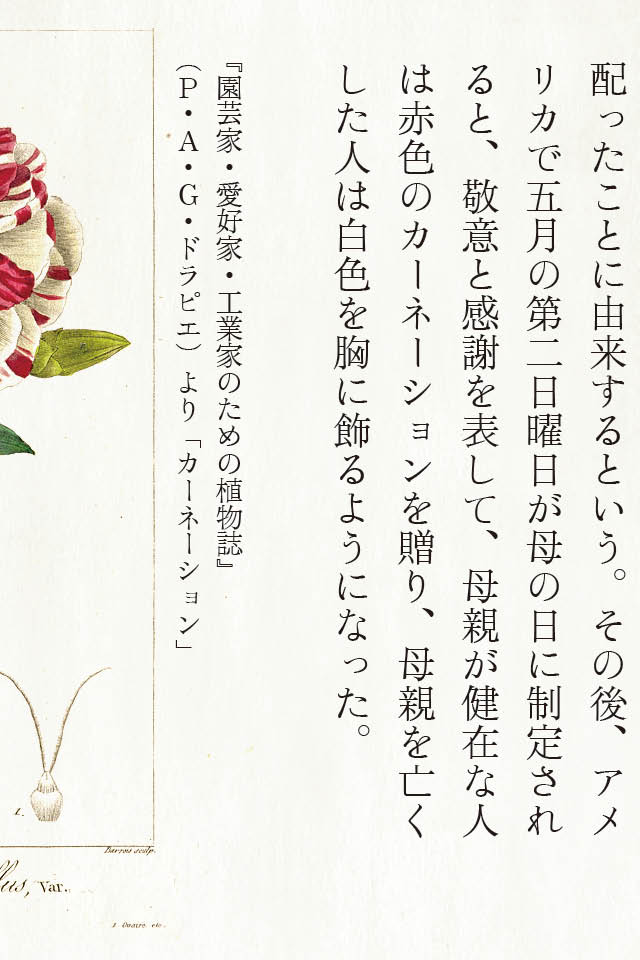 配ったことに由来するという。その後、アメ
リカで五月の第二日曜日が母の日に制定され
ると、敬意と感謝を表して、母親が健在な人
は赤色のカーネーションを贈り、母親を亡く
した人は白色を胸に飾るようになった。
『園芸家・愛好家・工業家のための植物誌』
（P・A・G・ドラピエ）より「カーネーション」
1.
Barrois sculp.
llus, Var.